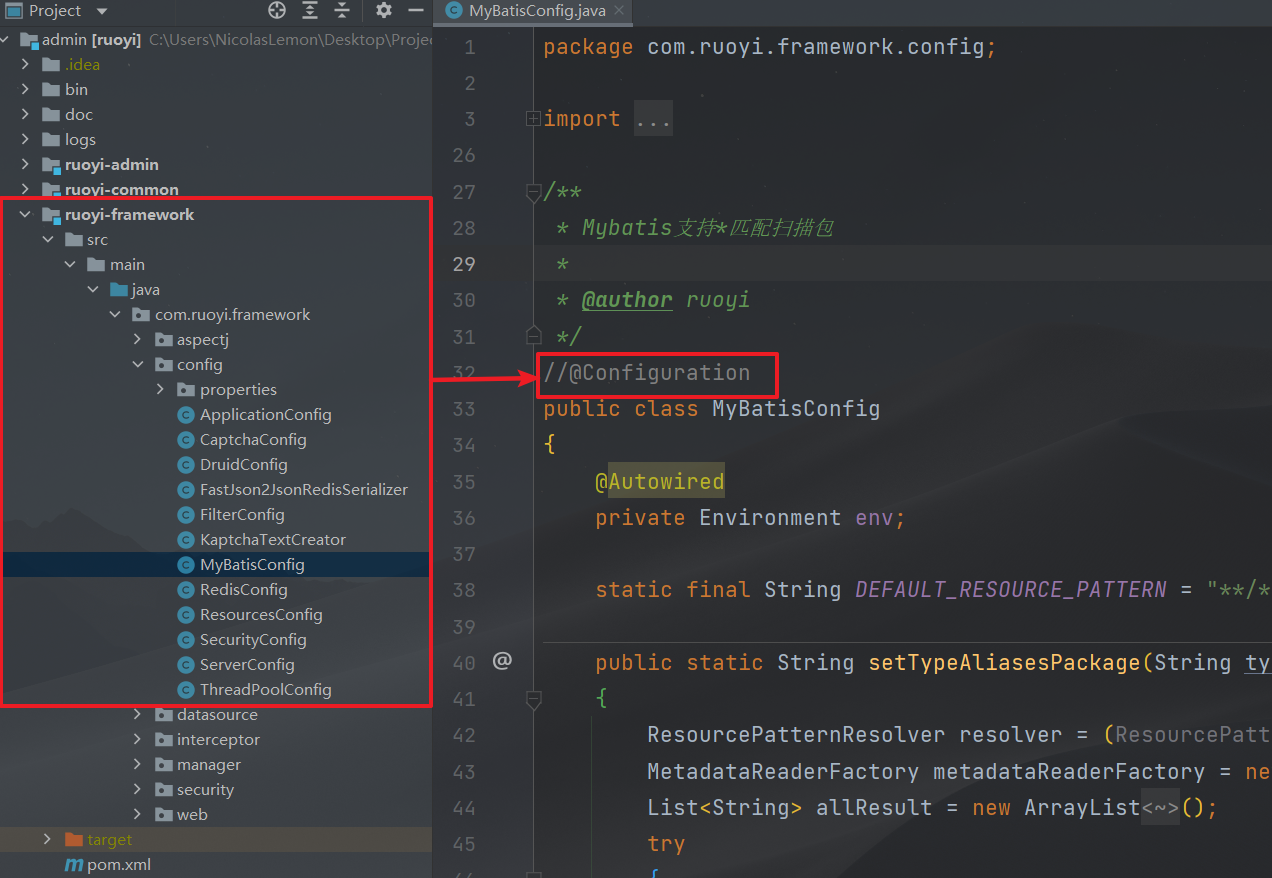 Project
admin [ruoyi] C:\Users\NicolasLemon\Desktop\Proje
.idea
bin
doc
logs
ruoyi-admin
ruoyi-common
ruoyi-framework
src
main
java
com.ruoyi.framework
aspectj
config
properties
ApplicationConfig
CaptchaConfig
DruidConfig
FastJson2JsonRedisSerializer
FilterConfig
KaptchaTextCreator
MyBatisConfig
RedisConfig
ResourcesConfig
SecurityConfig
ServerConfig
ThreadPoolConfig
datasource
interceptor
manager
security
web
target
pom.xml
MyBatisConfig.java
1 package com.ruoyi.framework.config;
2
3 import ...
26
27 /**
28 * Mybatis支持*匹配扫描包
29 *
30 * @author ruoyi
31 */
32 //@Configuration
33 public class MyBatisConfig
34 {
35 @Autowired
36 private Environment env;
37
38 static final String DEFAULT_RESOURCE_PATTERN = "**/*
39
40 @ public static String setTypeAliasesPackage(String ty
41 {
42 ResourcePatternResolver resolver = (ResourcePatt
43 MetadataReaderFactory metadataReaderFactory = ne
44 List<String> allResult = new ArrayList<~>();
45 try
{